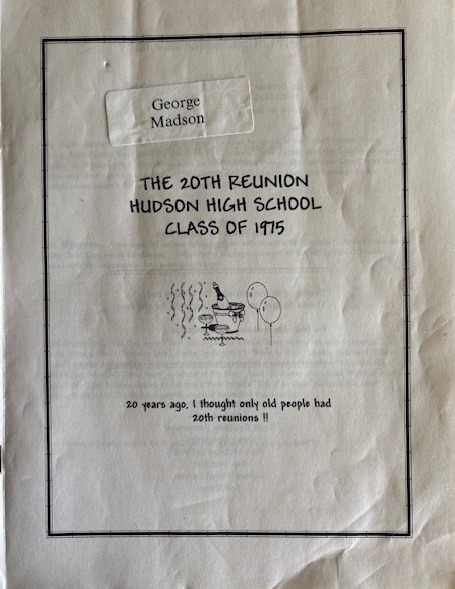 George
Madson
THE 20TH REUNION
HUDSON HIGH SCHOOL
CLASS OF 1975
20 years ago, I thought only old people had
20th reunions !!